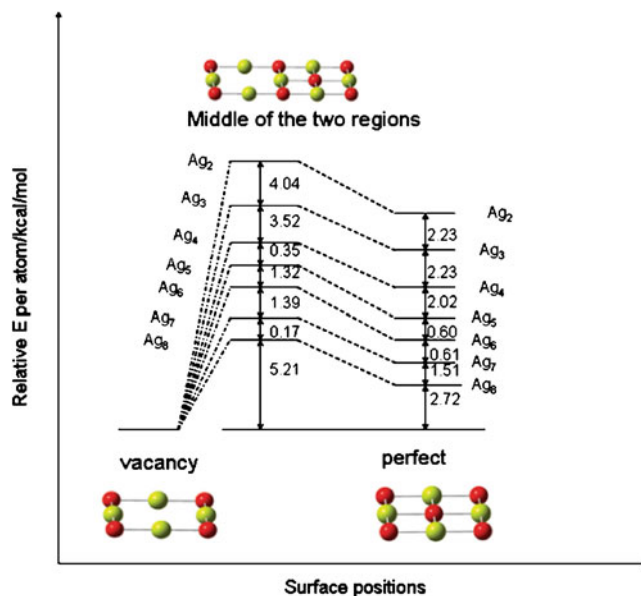 Relative E per atom/kcal/mol
Middle of the two regions
Ag2
Ag3
Ag4
Ag5
Ag6
Ag7
Ag8
4.04
3.52
0.35
1.32
1.39
0.17
5.21
2.23
2.23
2.02
0.60
0.61
1.51
2.72
Ag2
Ag3
Ag4
Ag5
Ag6
Ag7
Ag8
vacancy
perfect
Surface positions